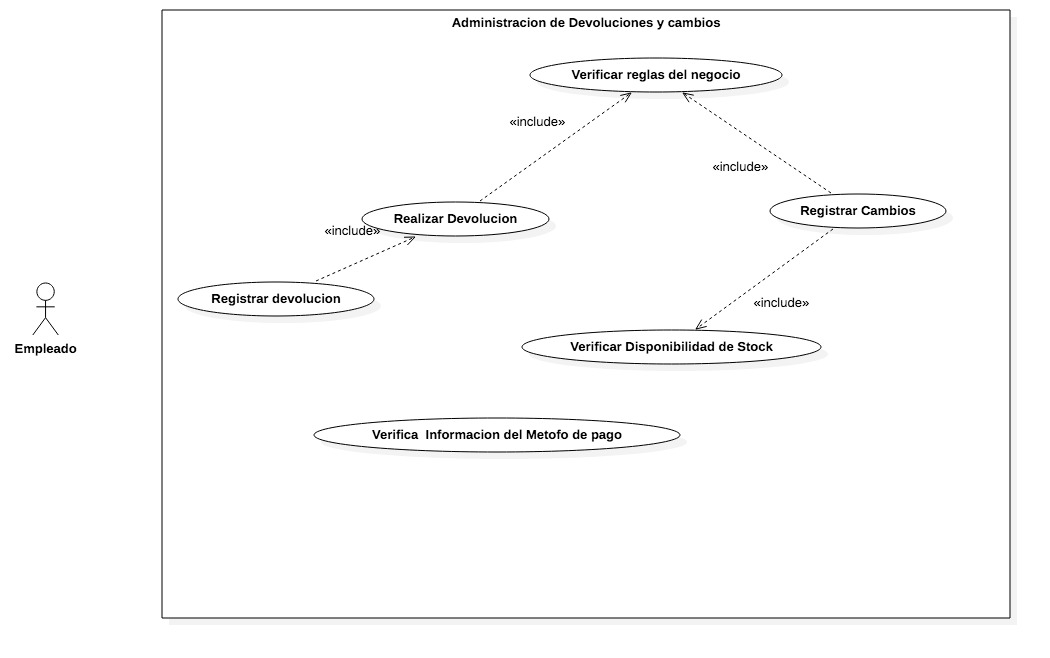 Administracion de Devoluciones y cambios
Verificar reglas del negocio
«include»
«include»
Realizar Devolucion
Registrar Cambios
«include»
Registrar devolucion
«include»
Empleado
Verificar Disponibilidad de Stock
Verifica  Informacion del Metofo de pago